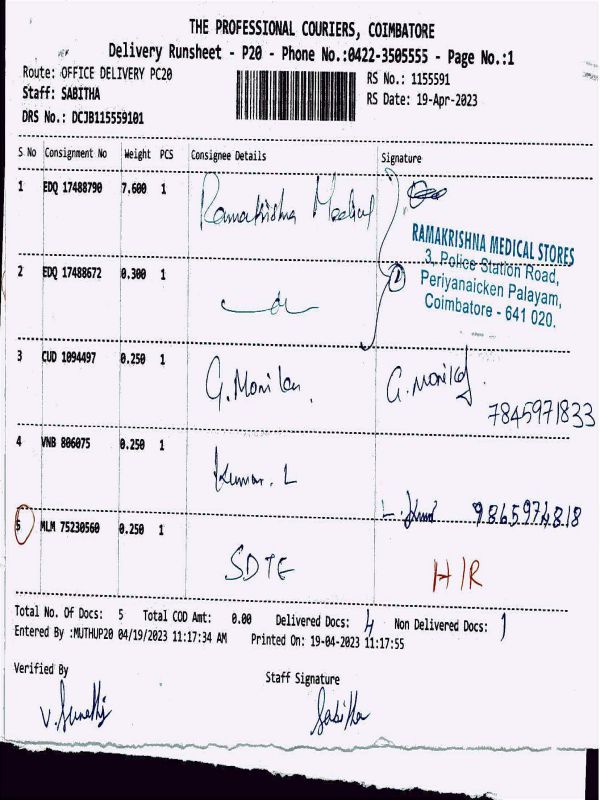 THE PROFESSIONAL COURIERS, COIMBATORE
Delivery Runsheet - P20 - Phone No.:0422-3505555 - Page No.:1
Route: OFFICE DELIVERY PC20
RS No.: 1155591
Staff: SABITHA
RS Date: 19-Apr-2023
DRS No.: DCJB115559101
S No Consignment No Weight PCS Consignee Details Signature
1 EDQ 17488790 7.600 1 Ramakrishna Medical
RAMAKRISHNA MEDICAL STORES
3, Police Station Road,
Periyanaicken Palayam,
Coimbatore - 641 020.
2 EDQ 17488672 0.300 1 do 2
3 CUD 1094497 0.250 1 G. Manikan. G. Manikd.
7845971833
4 VNB 806075 0.250 1 Kumar. L
L. Kumar 9865974818
5 MLM 75230560 0.250 1 SDTE H/R
Total No. Of Docs: 5 Total COD Amt: 0.00 Delivered Docs: 4 Non Delivered Docs: 1
Entered By :MUTHUP20 04/19/2023 11:17:34 AM Printed On: 19-04-2023 11:17:55
Verified By Staff Signature
Sabitha